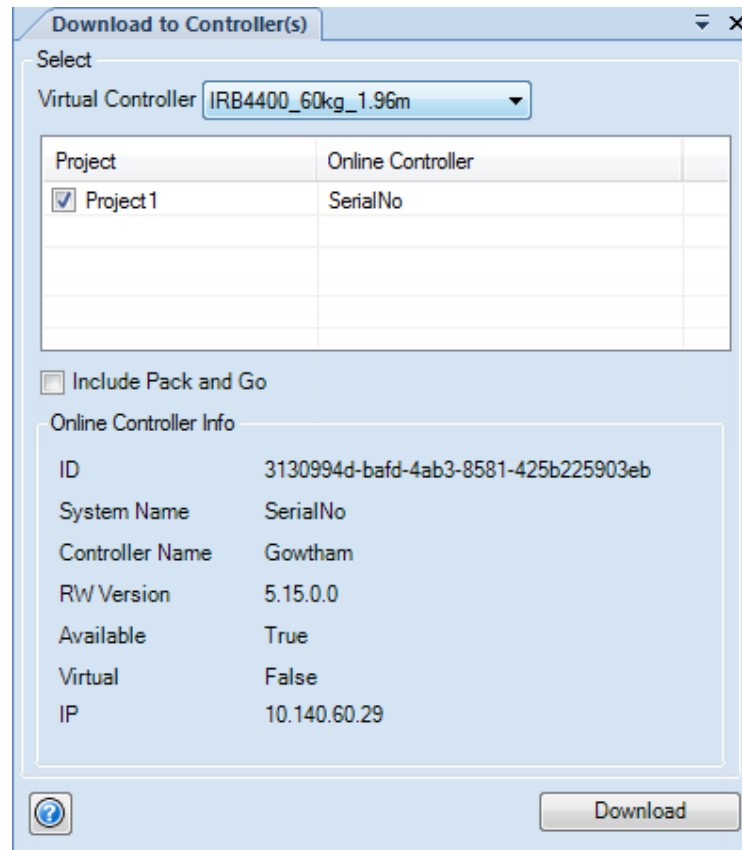 Download to Controller(s)
Select
Virtual Controller IRB4400_60kg_1.96m
Project Online Controller
Project1 SerialNo
Include Pack and Go
Online Controller Info
ID 3130994d-bafd-4ab3-8581-425b225903eb
System Name SerialNo
Controller Name Gowtham
RW Version 5.15.0.0
Available True
Virtual False
IP 10.140.60.29
? Download